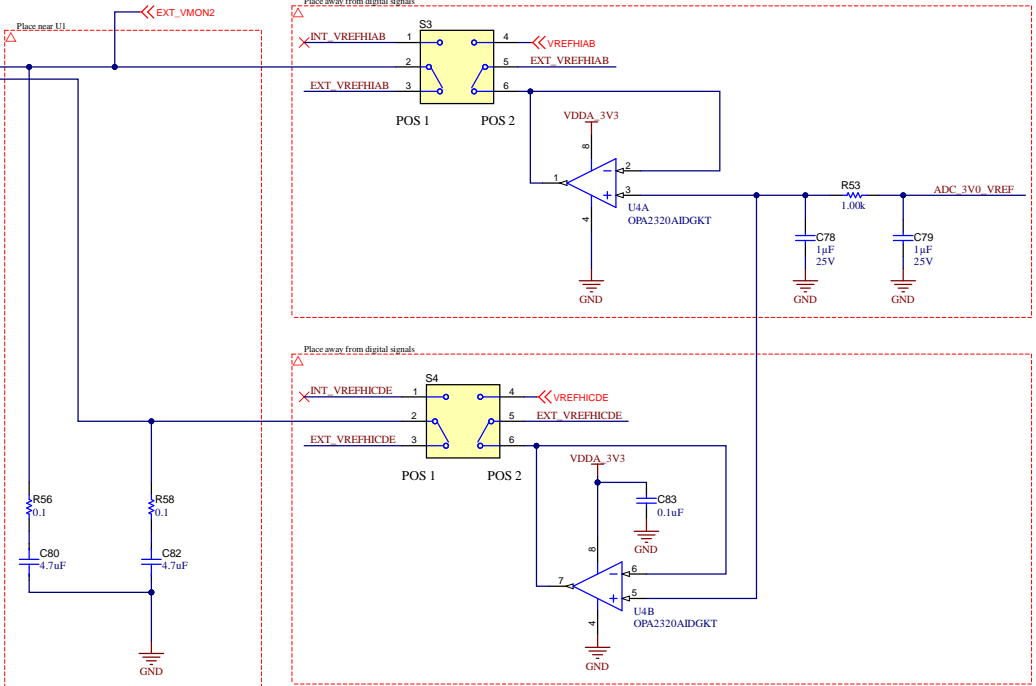 EXT_VMON2
Place near U1
Place away from digital signals
S3
INT_VREFHIAB
1
4
VREFHIAB
2
5
EXT_VREFHIAB
EXT_VREFHIAB
3
6
POS 1
POS 2
VDDA_3V3
8
2
1
3
4
U4A
OPA2320AIDGKT
R53
1.00k
ADC_3V0_VREF
C78
1µF
25V
C79
1µF
25V
GND
GND
GND
Place away from digital signals
S4
INT_VREFHICDE
1
4
VREFHICDE
2
5
EXT_VREFHICDE
EXT_VREFHICDE
3
6
POS 1
POS 2
VDDA_3V3
C83
0.1uF
GND
8
6
7
5
4
U4B
OPA2320AIDGKT
GND
R56
0.1
R58
0.1
C80
4.7uF
C82
4.7uF
GND